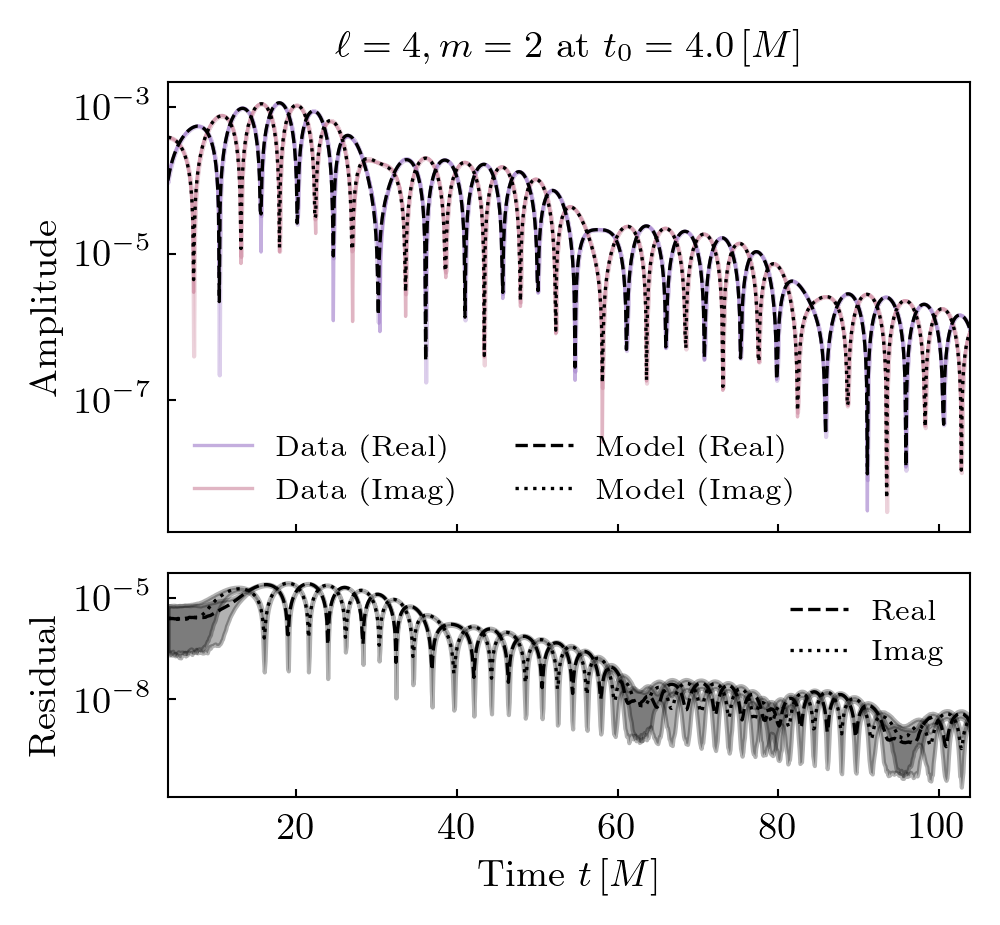 ℓ = 4, m = 2 at t₀ = 4.0 [M]
10⁻³
10⁻⁵
10⁻⁷
Amplitude
Data (Real)
Data (Imag)
Model (Real)
Model (Imag)
10⁻⁵
10⁻⁸
Residual
Real
Imag
20 40 60 80 100
Time t [M]